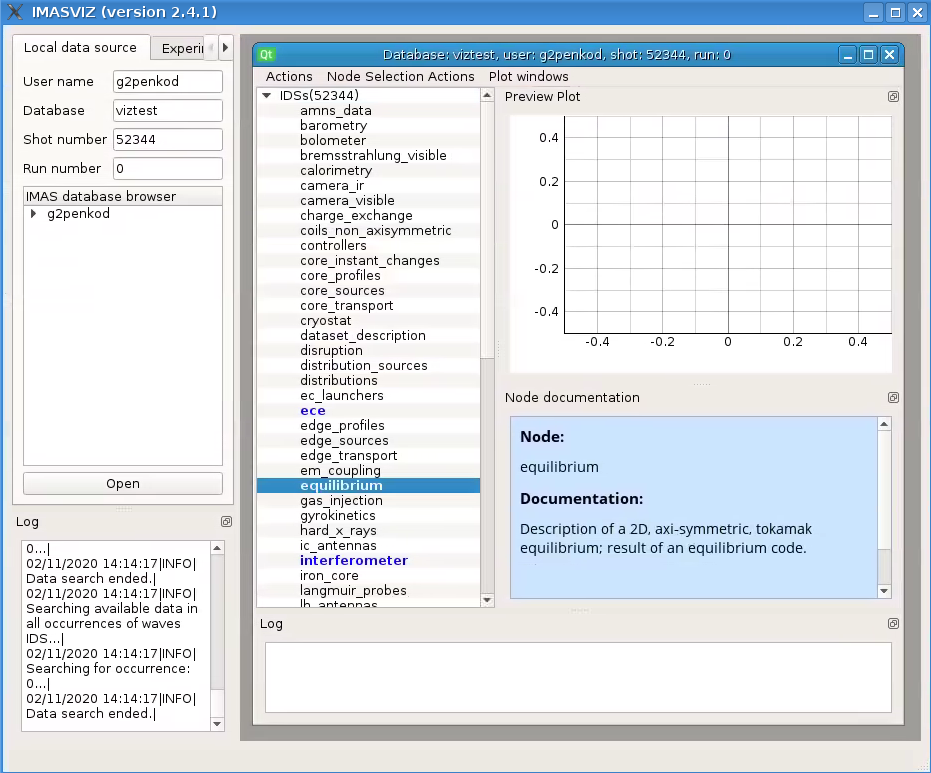 IMASVIZ (version 2.4.1)
Local data source
Experi
User name
g2penkod
Database
viztest
Shot number
52344
Run number
0
IMAS database browser
g2penkod
Open
Log
0...|
02/11/2020 14:14:17|INFO|
Data search ended.|
02/11/2020 14:14:17|INFO|
Searching available data in
all occurrences of waves
IDS...|
02/11/2020 14:14:17|INFO|
Searching for occurrence:
0...|
02/11/2020 14:14:17|INFO|
Data search ended.|
Qt
Database: viztest, user: g2penkod, shot: 52344, run: 0
Actions Node Selection Actions Plot windows
IDSs(52344)
amns_data
barometry
bolometer
bremsstrahlung_visible
calorimetry
camera_ir
camera_visible
charge_exchange
coils_non_axisymmetric
controllers
core_instant_changes
core_profiles
core_sources
core_transport
cryostat
dataset_description
disruption
distribution_sources
distributions
ec_launchers
ece
edge_profiles
edge_sources
edge_transport
em_coupling
equilibrium
gas_injection
gyrokinetics
hard_x_rays
ic_antennas
interferometer
iron_core
langmuir_probes
lh_antennas
Preview Plot
0.4
0.2
0
-0.2
-0.4
-0.4 -0.2 0 0.2 0.4
Node documentation
Node:
equilibrium
Documentation:
Description of a 2D, axi-symmetric, tokamak
equilibrium; result of an equilibrium code.
Log